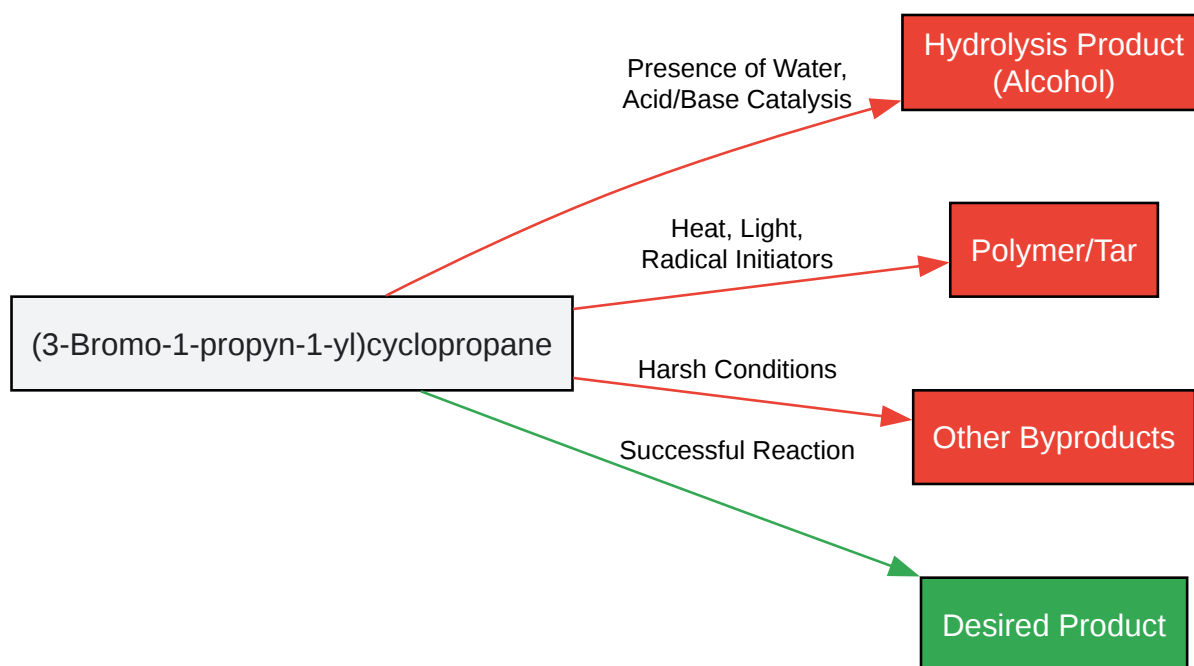 Presence of Water,
Acid/Base Catalysis
Hydrolysis Product
(Alcohol)
Heat, Light,
Radical Initiators
Polymer/Tar
(3-Bromo-1-propyn-1-yl)cyclopropane
Harsh Conditions
Other Byproducts
Successful Reaction
Desired Product